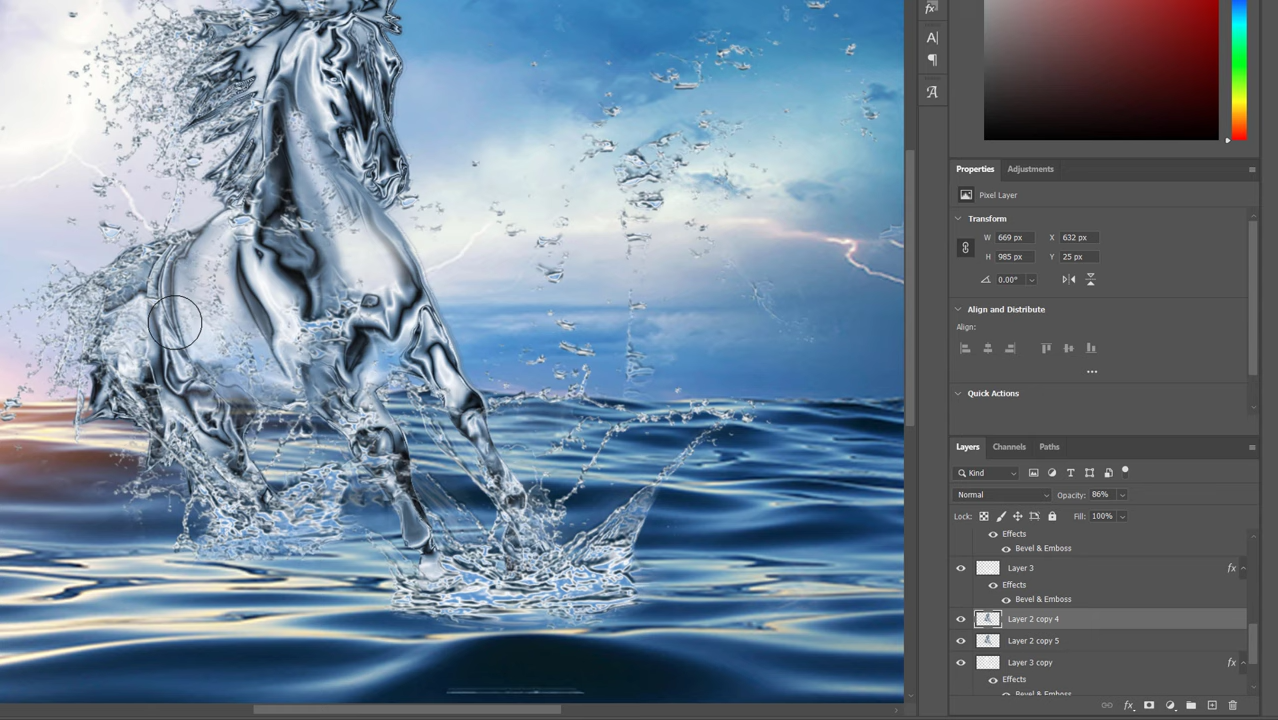 fx
A|
¶
A
Properties Adjustments
Pixel Layer
Transform
W 669 px X 632 px
H 985 px Y 25 px
0.00°
Align and Distribute
Align:
Quick Actions
Layers Channels Paths
Kind
Normal Opacity: 86%
Lock: Fill: 100%
Effects
Bevel & Emboss
Layer 3 fx
Effects
Bevel & Emboss
Layer 2 copy 4
Layer 2 copy 5
Layer 3 copy fx
Effects
Bevel & Emboss
fx